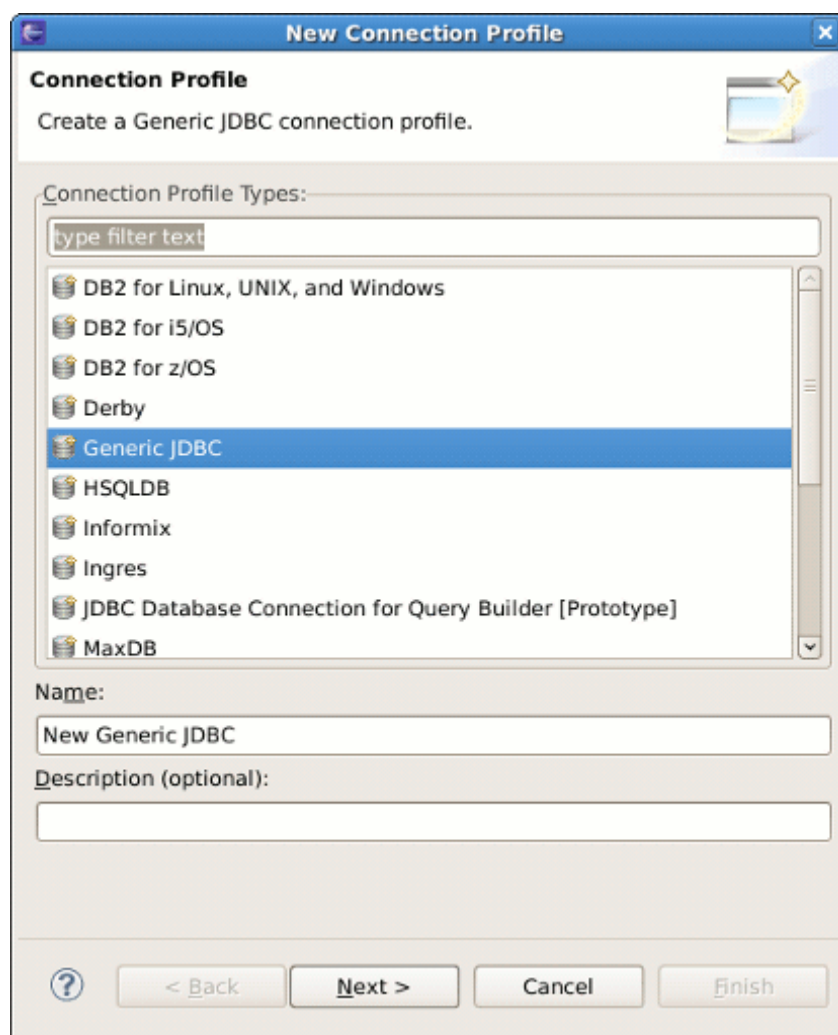 New Connection Profile
Connection Profile
Create a Generic JDBC connection profile.
Connection Profile Types:
type filter text
DB2 for Linux, UNIX, and Windows
DB2 for i5/OS
DB2 for z/OS
Derby
Generic JDBC
HSQLDB
Informix
Ingres
JDBC Database Connection for Query Builder [Prototype]
MaxDB
Name:
New Generic JDBC
Description (optional):
? < Back Next > Cancel Finish